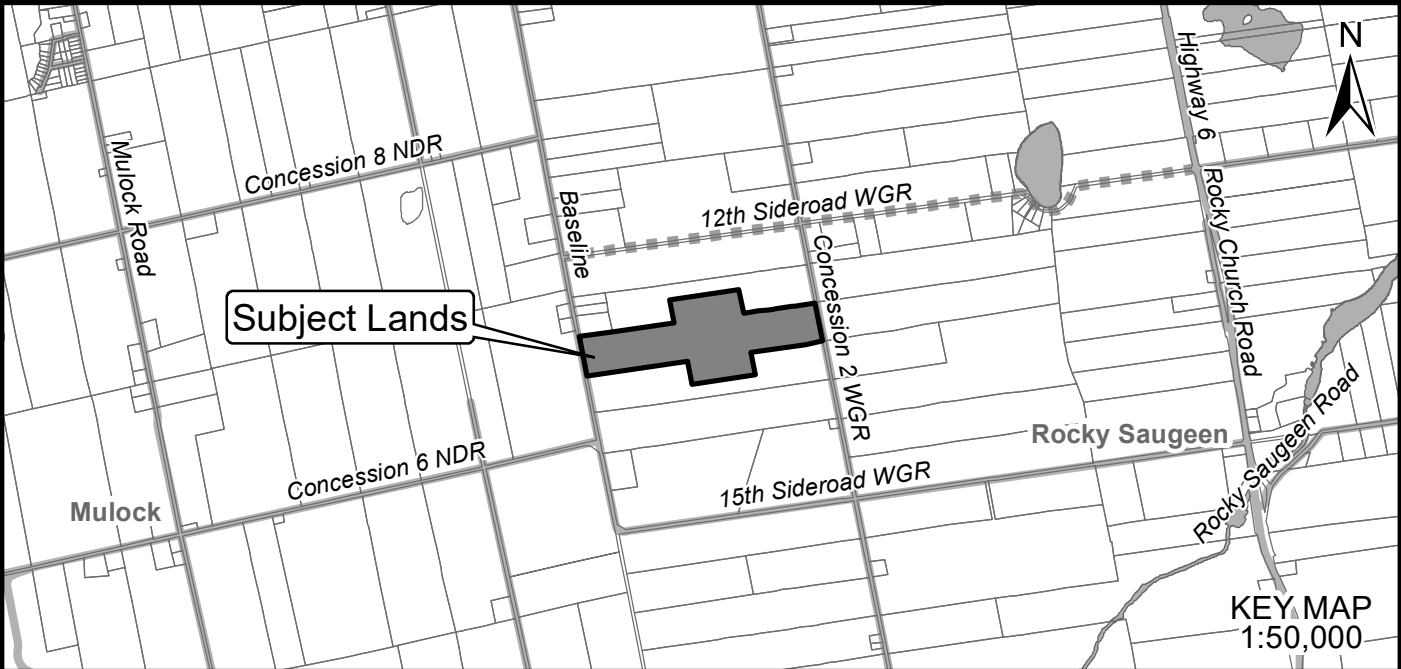 N
Highway 6
Mulock Road
Concession 8 NDR
Baseline
12th Sideroad WGR
Rocky Church Road
Concession 2 WGR
Subject Lands
Rocky Saugeen
Rocky Saugeen Road
Concession 6 NDR
15th Sideroad WGR
Mulock
KEY MAP
1:50,000